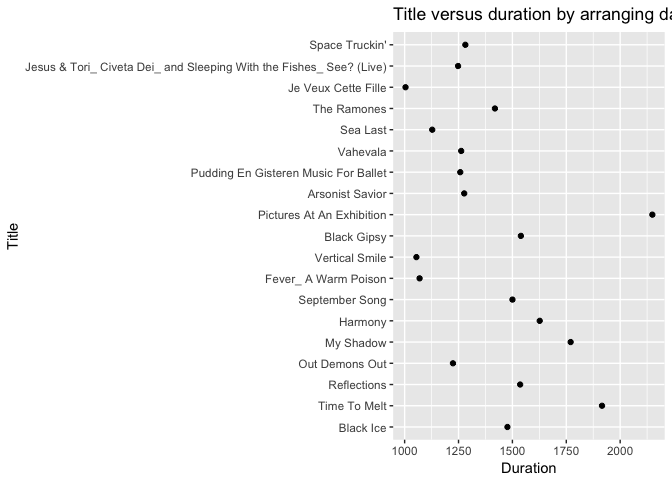 Title versus duration by arranging da
Space Truckin'
Jesus & Tori_ Civeta Dei_ and Sleeping With the Fishes_ See? (Live)
Je Veux Cette Fille
The Ramones
Sea Last
Vahevala
Pudding En Gisteren Music For Ballet
Arsonist Savior
Pictures At An Exhibition
Black Gipsy
Vertical Smile
Fever_ A Warm Poison
September Song
Harmony
My Shadow
Out Demons Out
Reflections
Time To Melt
Black Ice
Title
1000 1250 1500 1750 2000
Duration